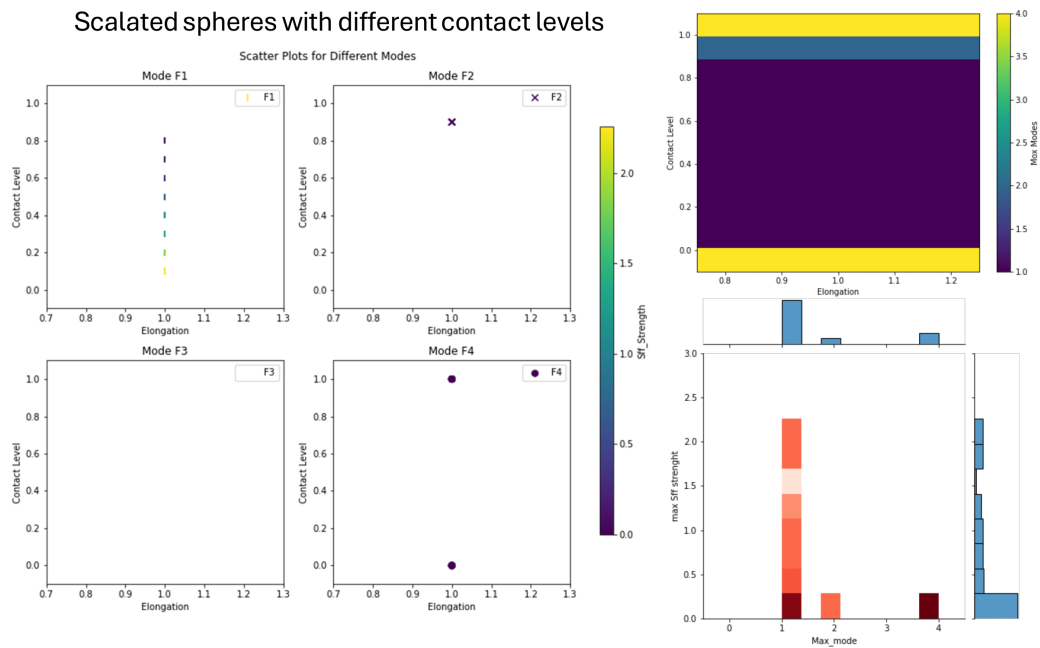 Scalated spheres with different contact levels
Scatter Plots for Different Modes
Mode F1
F1
Contact Level
1.0
0.8
0.6
0.4
0.2
0.0
0.7 0.8 0.9 1.0 1.1 1.2 1.3
Elongation
Mode F2
F2
Contact Level
1.0
0.8
0.6
0.4
0.2
0.0
0.7 0.8 0.9 1.0 1.1 1.2 1.3
Elongation
Mode F3
F3
Contact Level
1.0
0.8
0.6
0.4
0.2
0.0
0.7 0.8 0.9 1.0 1.1 1.2 1.3
Elongation
Mode F4
F4
Contact Level
1.0
0.8
0.6
0.4
0.2
0.0
0.7 0.8 0.9 1.0 1.1 1.2 1.3
Elongation
2.0
1.5
1.0
0.5
0.0
Sff_Strength
Contact Level
1.0
0.8
0.6
0.4
0.2
0.0
0.8 0.9 1.0 1.1 1.2
Elongation
4.0
3.5
3.0
2.5
2.0
1.5
1.0
Mox Modes
max Sff strenght
3.0
2.5
2.0
1.5
1.0
0.5
0.0
0 1 2 3 4
Max_mode